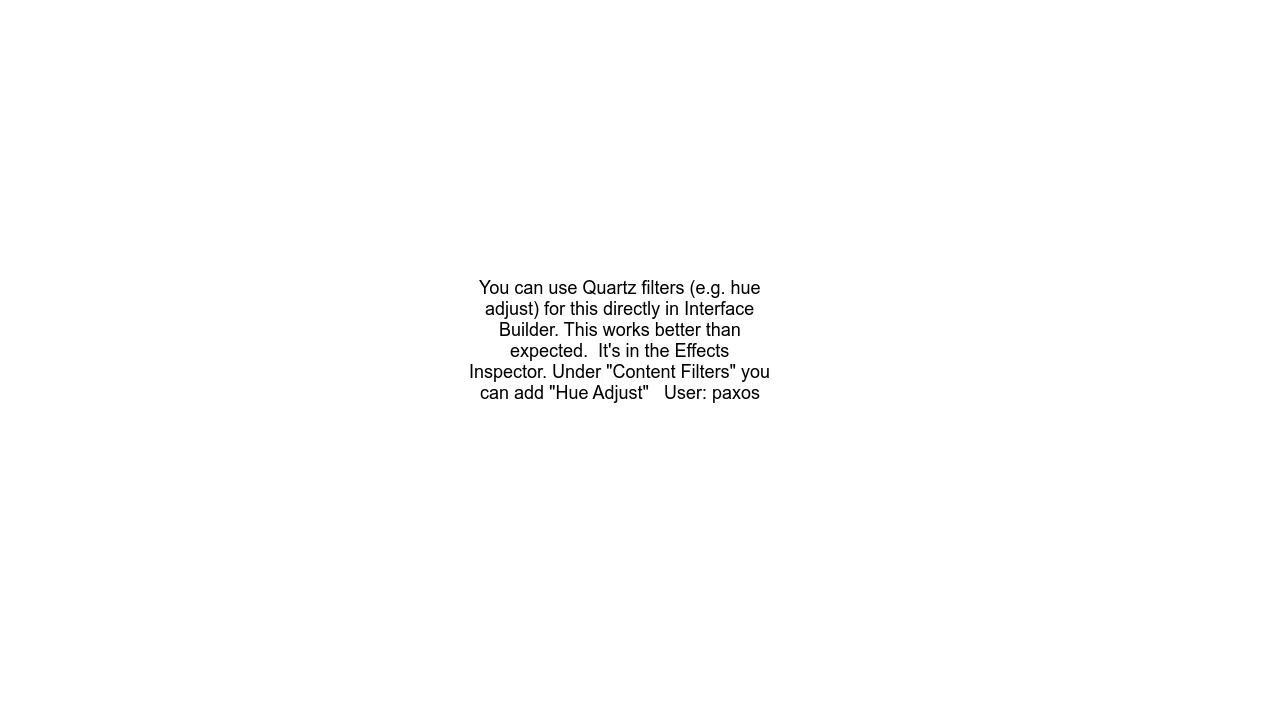 You can use Quartz filters (e.g. hue
adjust) for this directly in Interface
Builder. This works better than
expected.  It's in the Effects
Inspector. Under "Content Filters" you
can add "Hue Adjust"   User: paxos